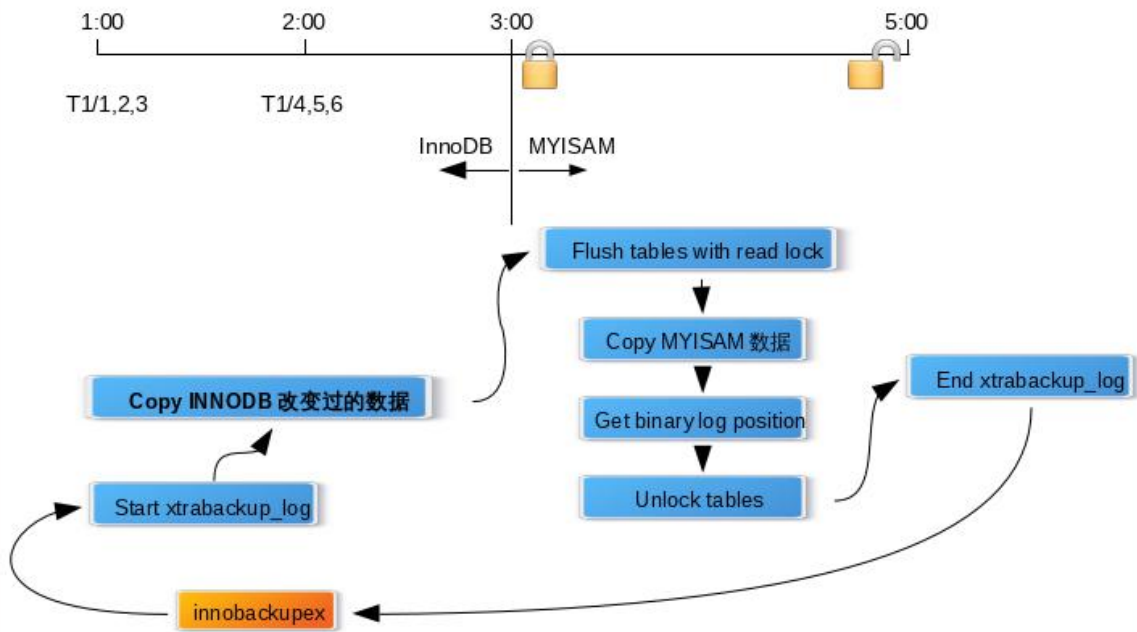 1:00 2:00 3:00 5:00
T1/1,2,3 T1/4,5,6
InnoDB MYISAM
Flush tables with read lock
Copy MYISAM 数据
End xtrabackup_log
Copy INNODB 改变过的数据
Get binary log position
Start xtrabackup_log
Unlock tables
innobackupex